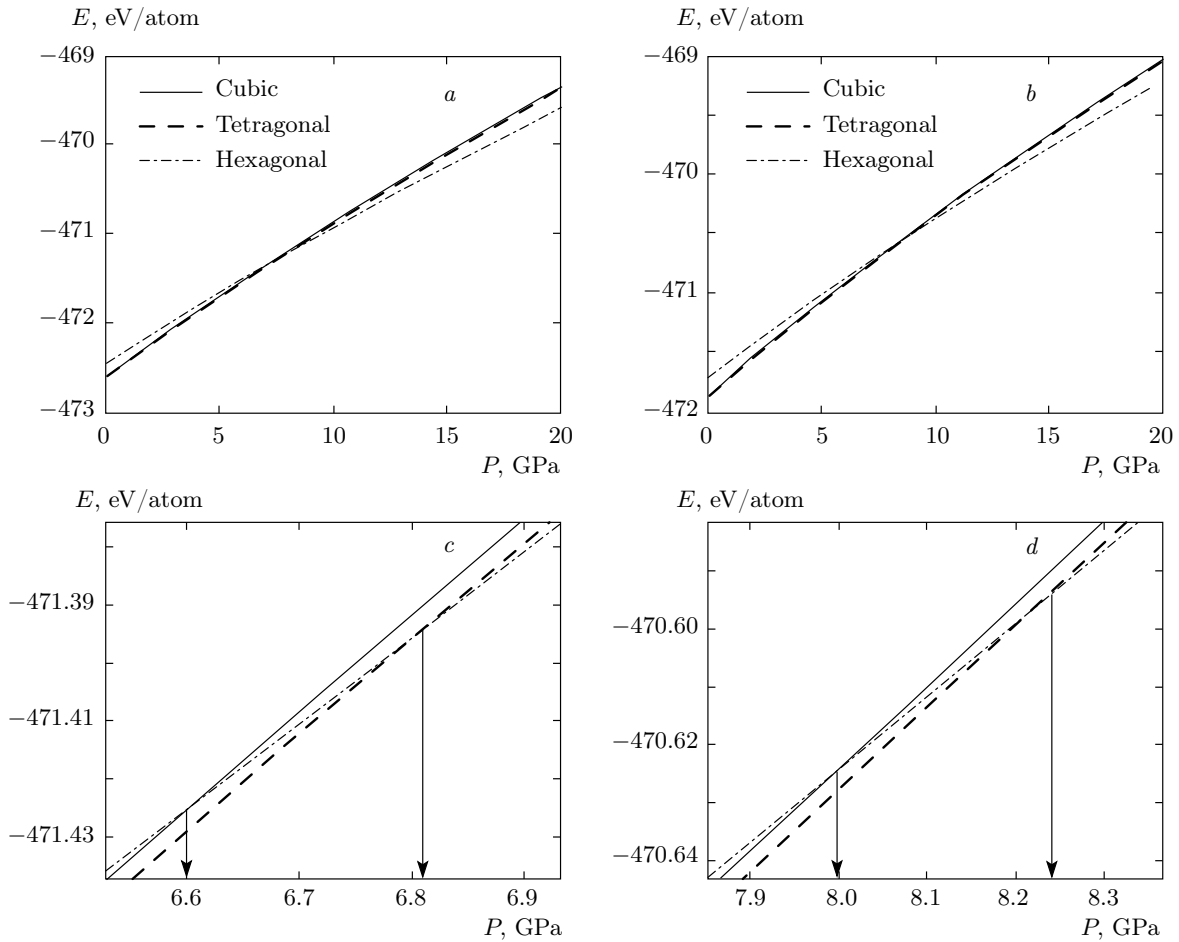 E, eV/atom
−469
−470
−471
−472
−473
Cubic
Tetragonal
Hexagonal
a
0 5 10 15 20
P, GPa
E, eV/atom
−469
−470
−471
−472
Cubic
Tetragonal
Hexagonal
b
0 5 10 15 20
P, GPa
E, eV/atom
c
−471.39
−471.41
−471.43
6.6 6.7 6.8 6.9
P, GPa
E, eV/atom
d
−470.60
−470.62
−470.64
7.9 8.0 8.1 8.2 8.3
P, GPa